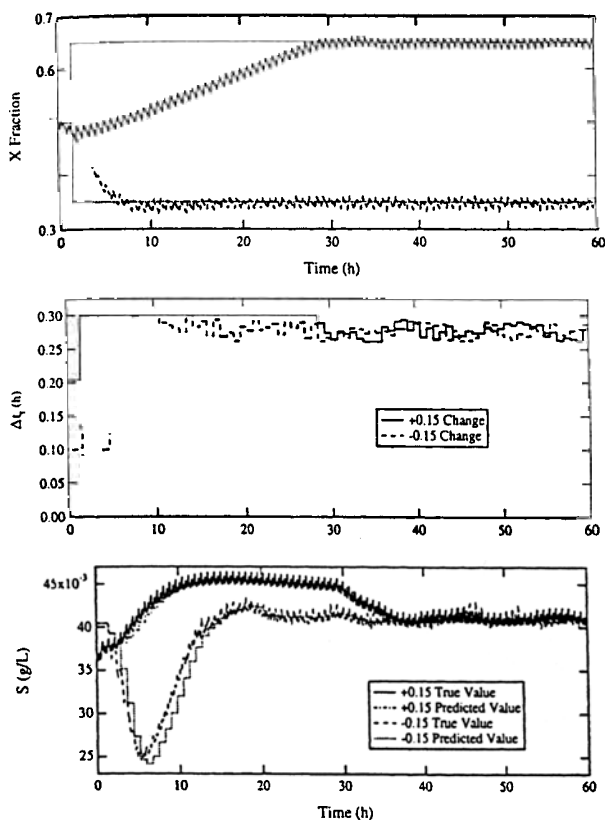 0.7
0.6
0.3
X Fraction
0 10 20 30 40 50 60
Time (h)
0.30
0.25
0.20
0.15
0.10
0.05
0.00
Δt (h)
+0.15 Change
-0.15 Change
0 10 20 30 40 50 60
Time (h)
45x10⁻³
40
35
30
25
S (g/L)
+0.15 True Value
+0.15 Predicted Value
-0.15 True Value
-0.15 Predicted Value
0 10 20 30 40 50 60
Time (h)